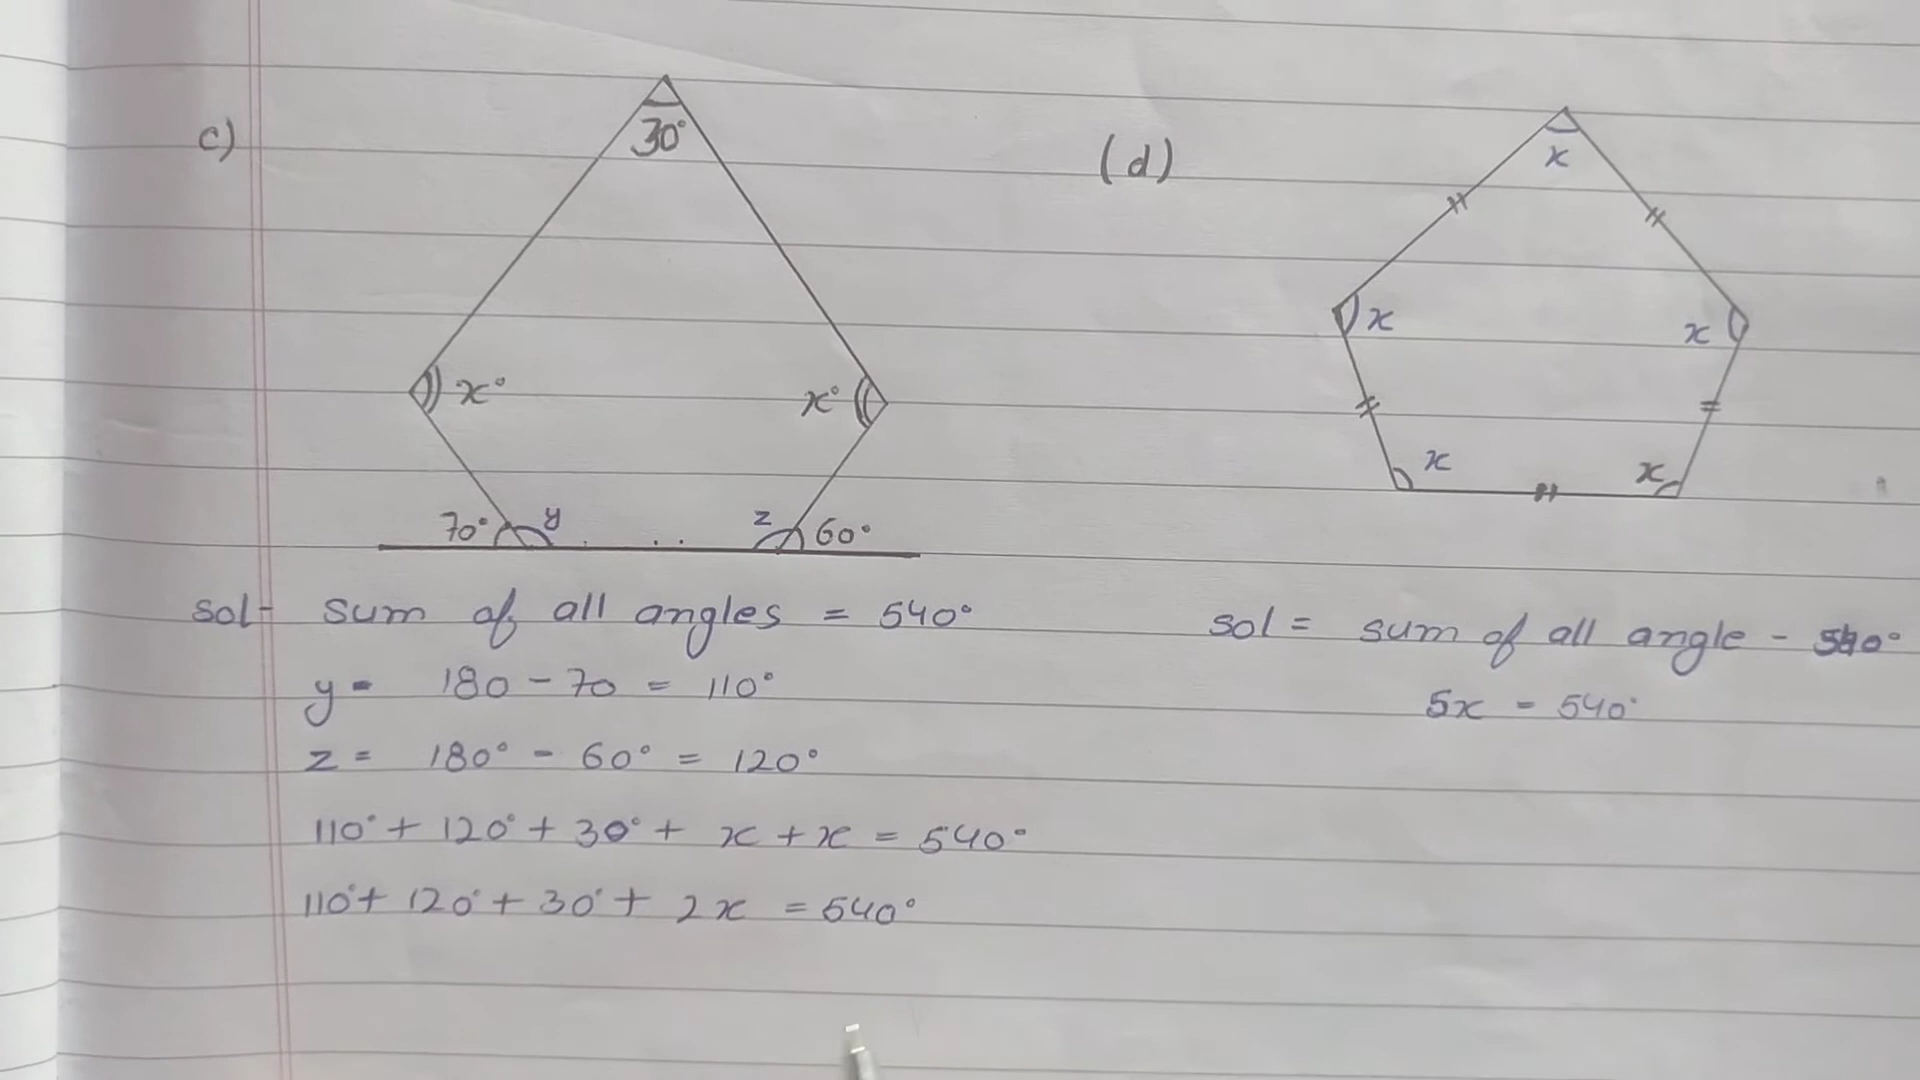 c)
30°
x°
x°
70°
y
z
60°
sol- sum of all angles = 540°
y = 180 - 70 = 110°
z = 180° - 60° = 120°
110° + 120° + 30° + x + x = 540°
110° + 120° + 30° + 2x = 540°
(d)
x
x
x
x
x
sol = sum of all angle - 540°
5x = 540°